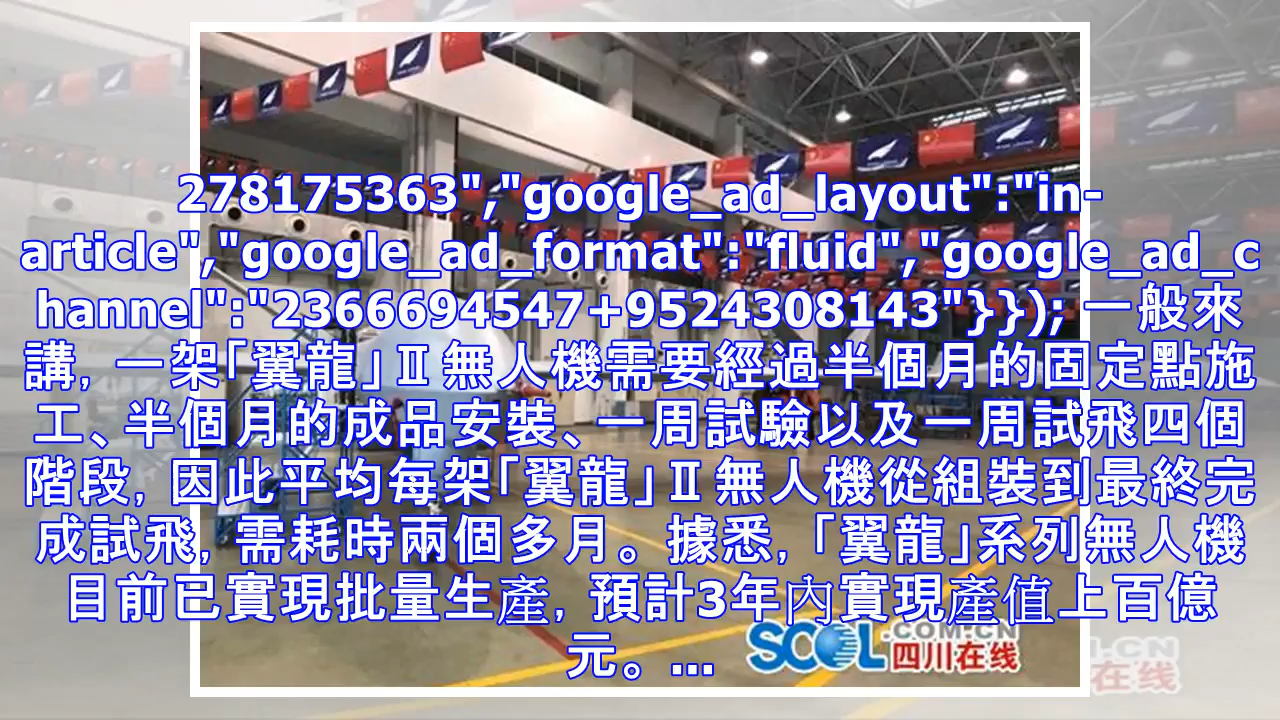 278175363","google_ad_layout":"in-
article","google_ad_format":"fluid","google_ad_c
hannel":"2366694547+9524308143"}}); 一般來
講,一架「翼龍」Ⅱ無人機需要經過半個月的固定點施
工、半個月的成品安裝、一周試驗以及一周試飛四個
階段,因此平均每架「翼龍」Ⅱ無人機從組裝到最終完
成試飛,需耗時兩個多月。據悉,「翼龍」系列無人機
目前已實現批量生產,預計3年內實現產值上百億
元。...
SCOL.COM.CN
四川在线